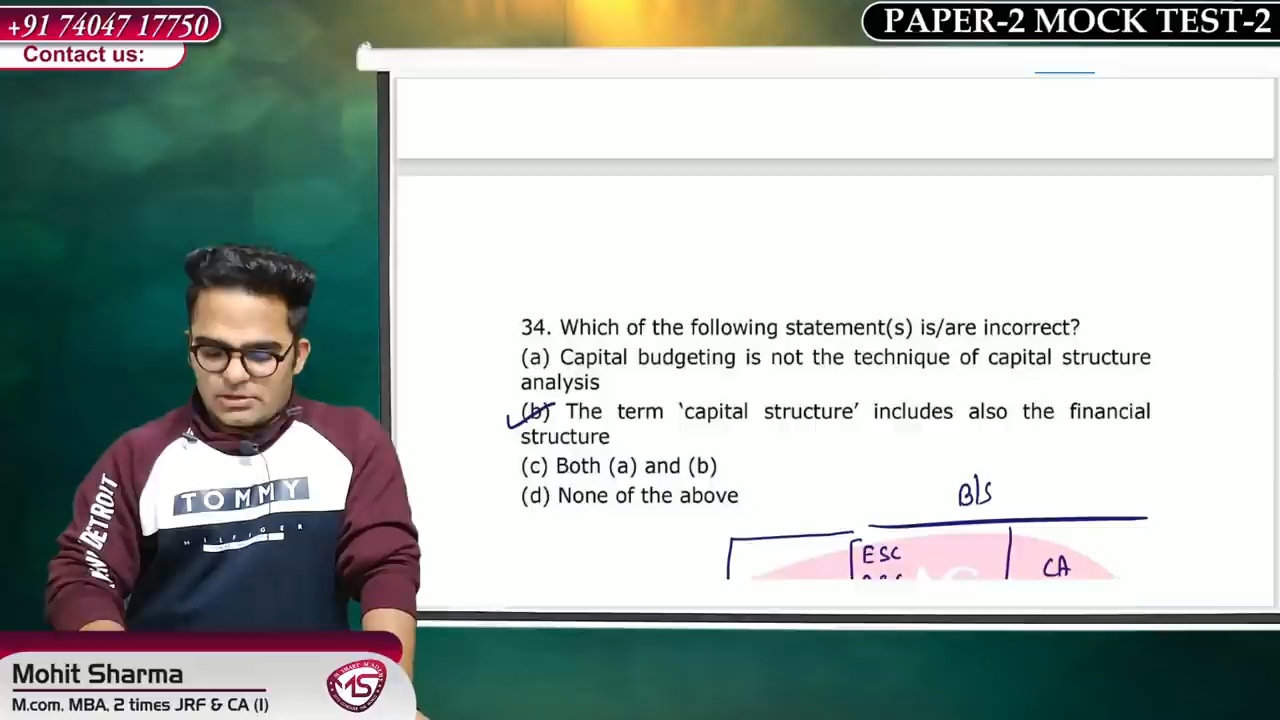 +91 74047 17750
Contact us:
PAPER-2 MOCK TEST-2
34. Which of the following statement(s) is/are incorrect?
(a) Capital budgeting is not the technique of capital structure
analysis
(b) The term ‘capital structure’ includes also the financial
structure
(c) Both (a) and (b)
(d) None of the above
B/S
ESC
CA
TOMMY
HILFIGER
Mohit Sharma
M.com, MBA, 2 times JRF & CA (I)
MS